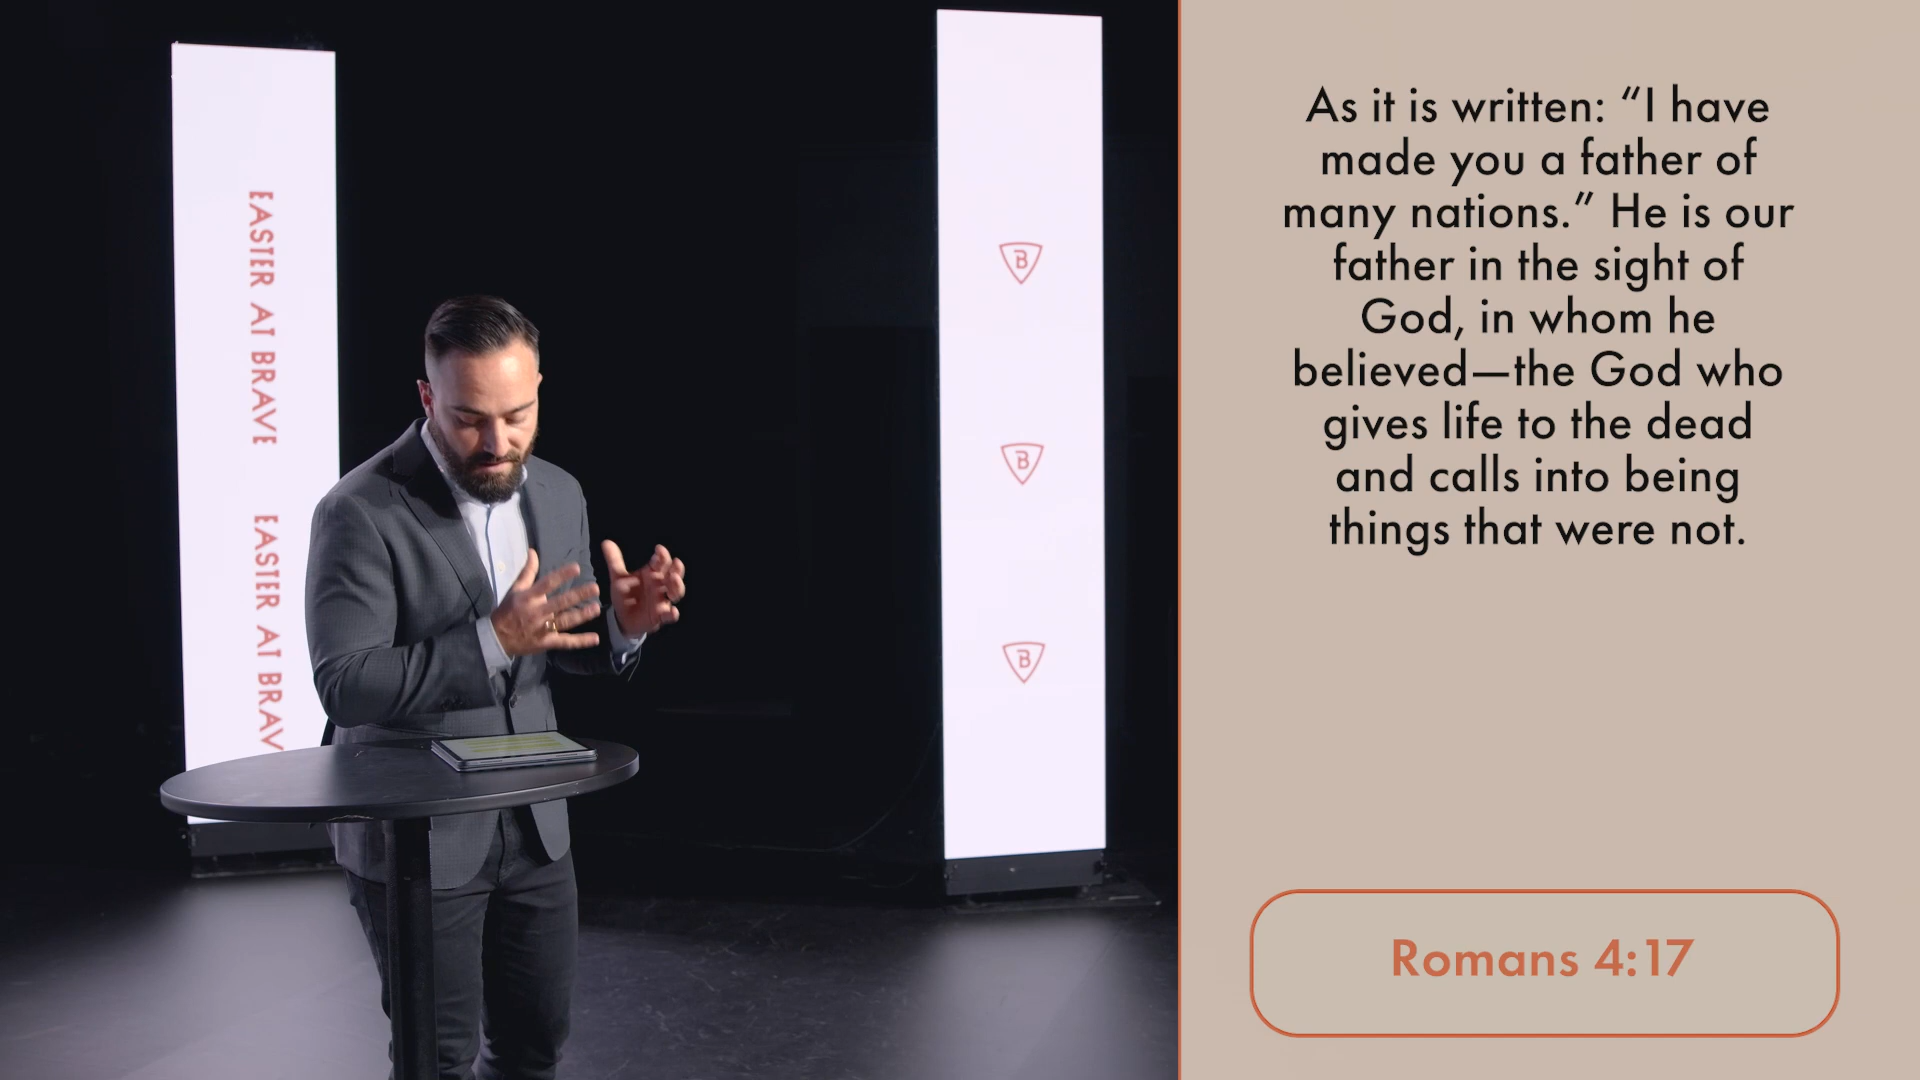 EASTER AT BRAVE
EASTER AT BRAV
B
B
B
As it is written: “I have
made you a father of
many nations.” He is our
father in the sight of
God, in whom he
believed—the God who
gives life to the dead
and calls into being
things that were not.
Romans 4:17